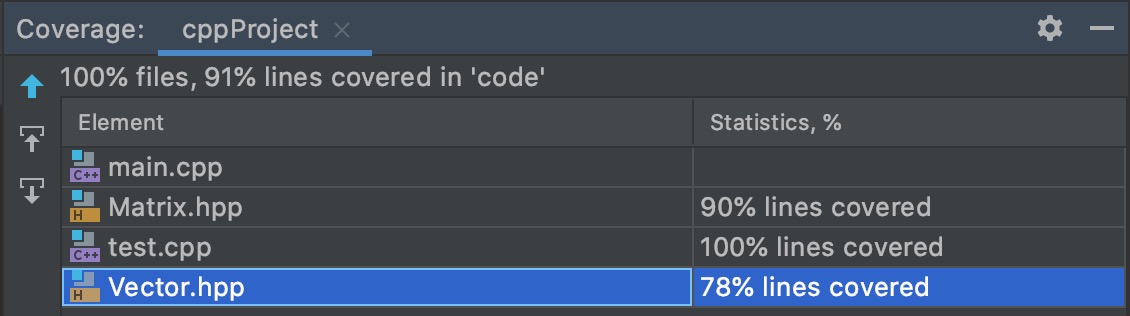 Coverage: cppProject
100% files, 91% lines covered in 'code'
Element Statistics, %
C++ main.cpp
H Matrix.hpp 90% lines covered
C++ test.cpp 100% lines covered
H Vector.hpp 78% lines covered